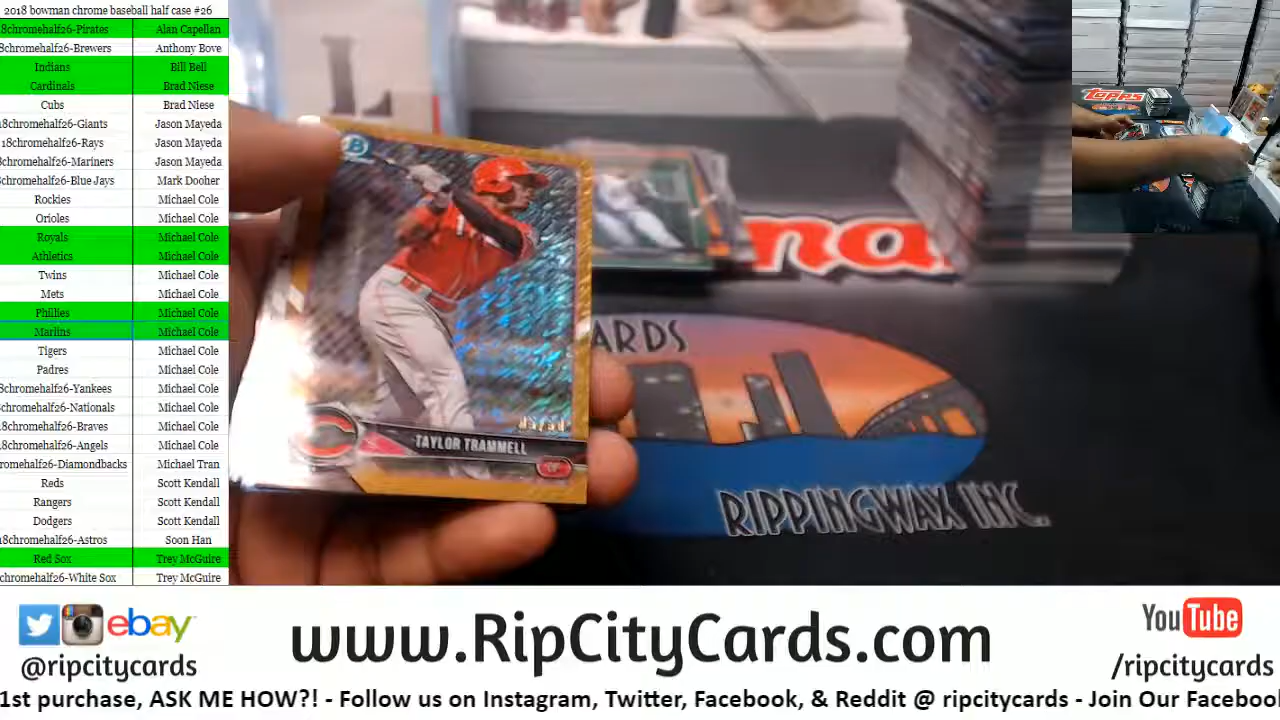 2018 bowman chrome baseball half case #26
8chromehalf26-Pirates Alan Capellan
8chromehalf26-Brewers Anthony Bove
Indians Bill Bell
Cardinals Brad Niese
Cubs Brad Niese
18chromehalf26-Giants Jason Mayeda
18chromehalf26-Rays Jason Mayeda
8chromehalf26-Mariners Jason Mayeda
8chromehalf26-Blue Jays Mark Dooher
Rockies Michael Cole
Orioles Michael Cole
Royals Michael Cole
Athletics Michael Cole
Twins Michael Cole
Mets Michael Cole
Phillies Michael Cole
Marlins Michael Cole
Tigers Michael Cole
Padres Michael Cole
8chromehalf26-Yankees Michael Cole
chromehalf26-Nationals Michael Cole
8chromehalf26-Braves Michael Cole
8chromehalf26-Angels Michael Cole
romehalf26-Diamondbacks Michael Tran
Reds Scott Kendall
Rangers Scott Kendall
Dodgers Scott Kendall
18chromehalf26-Astros Soon Han
Red Sox Trey McGuire
chromehalf26-White Sox Trey McGuire
B
TAYLOR TRAMMELL
OF
na
ARDS
RIPPINGWAX INC.
TOPPS
ebay
@ripcitycards
www.RipCityCards.com
YouTube
/ripcitycards
1st purchase, ASK ME HOW?! - Follow us on Instagram, Twitter, Facebook, & Reddit @ ripcitycards - Join Our Facebook